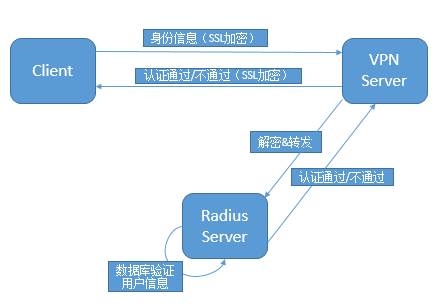 身份信息（SSL加密）
Client
VPN
Server
认证通过/不通过（SSL加密）
解密&转发
认证通过/不通过
Radius
Server
数据库验证
用户信息